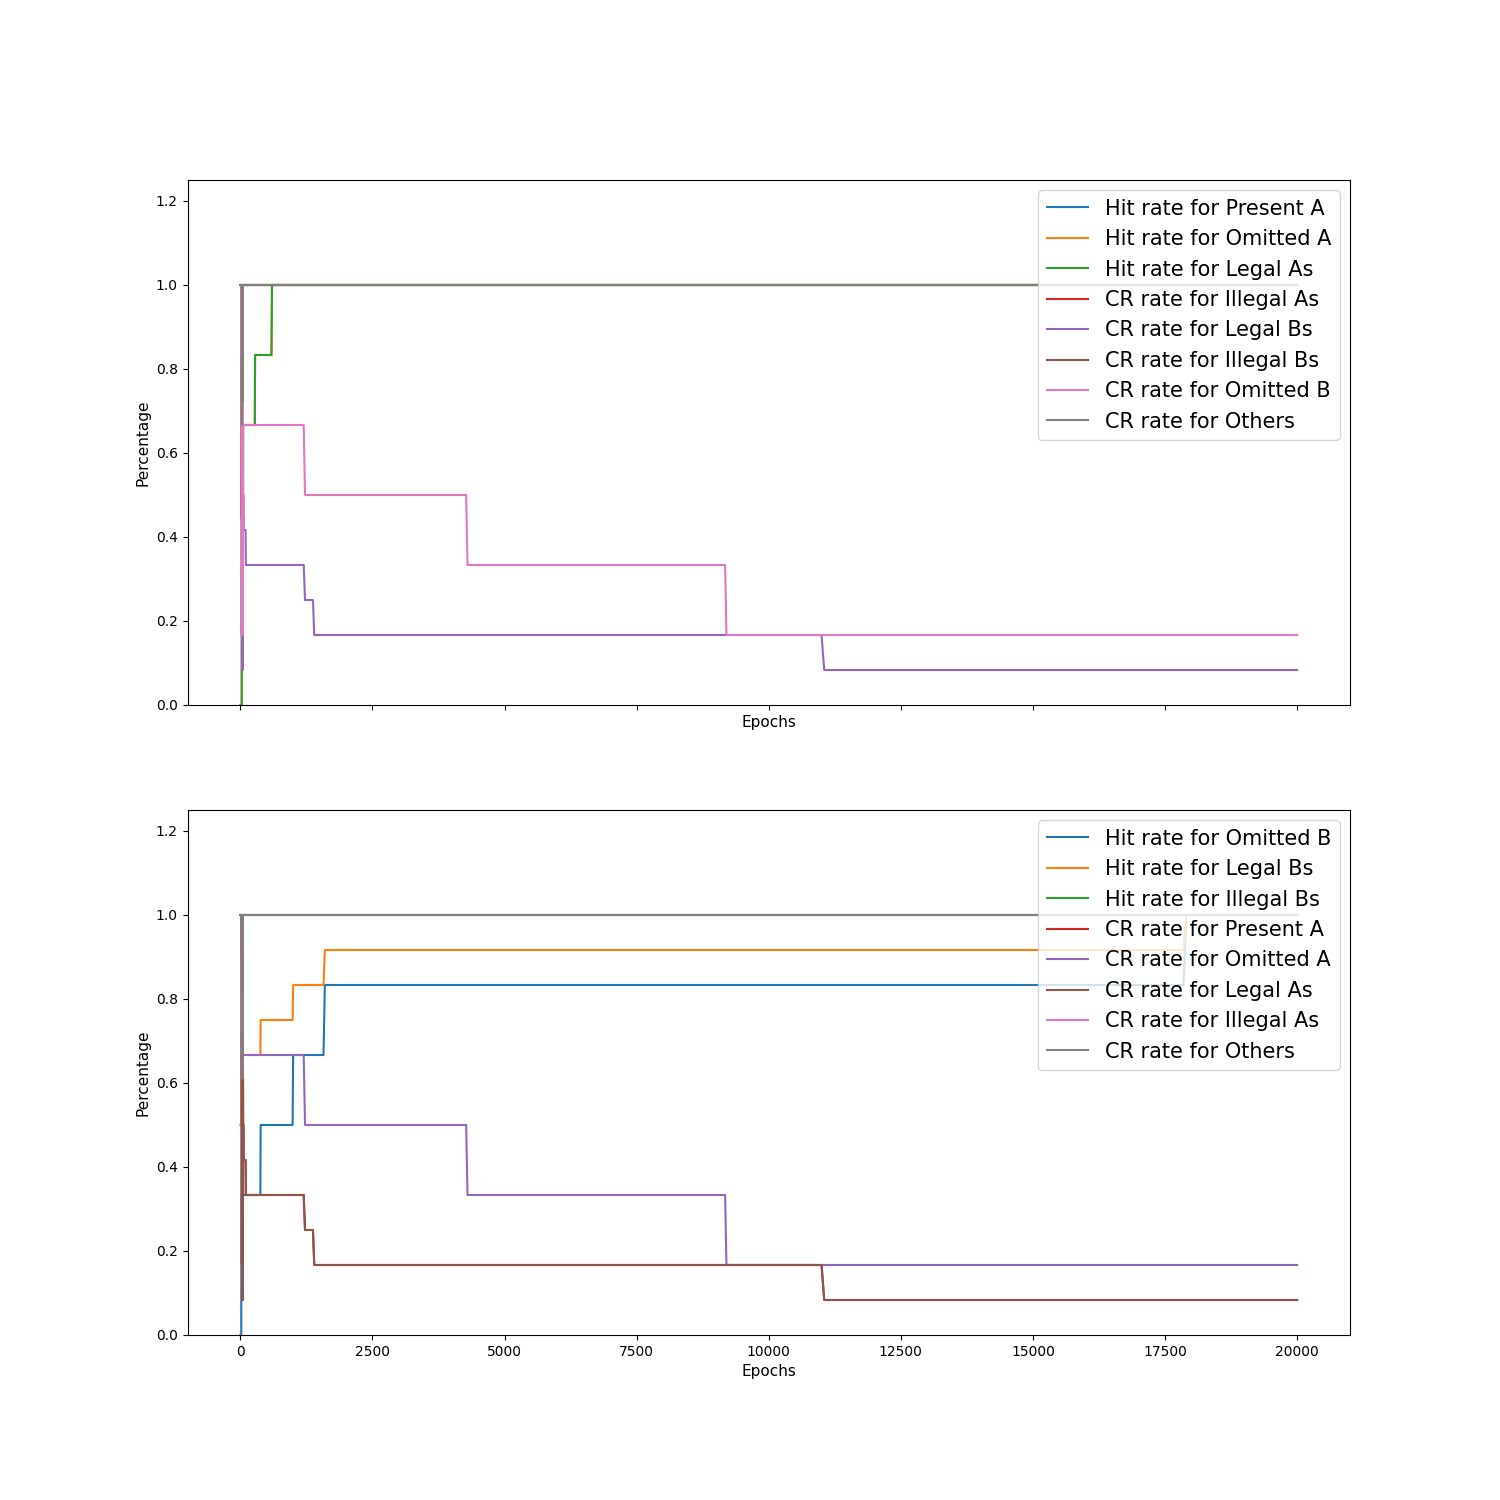 1.2
1.0
0.8
0.6
0.4
0.2
0.0
Percentage
Epochs
Hit rate for Present A
Hit rate for Omitted A
Hit rate for Legal As
CR rate for Illegal As
CR rate for Legal Bs
CR rate for Illegal Bs
CR rate for Omitted B
CR rate for Others
1.2
1.0
0.8
0.6
0.4
0.2
0.0
Percentage
0 2500 5000 7500 10000 12500 15000 17500 20000
Epochs
Hit rate for Omitted B
Hit rate for Legal Bs
Hit rate for Illegal Bs
CR rate for Present A
CR rate for Omitted A
CR rate for Legal As
CR rate for Illegal As
CR rate for Others